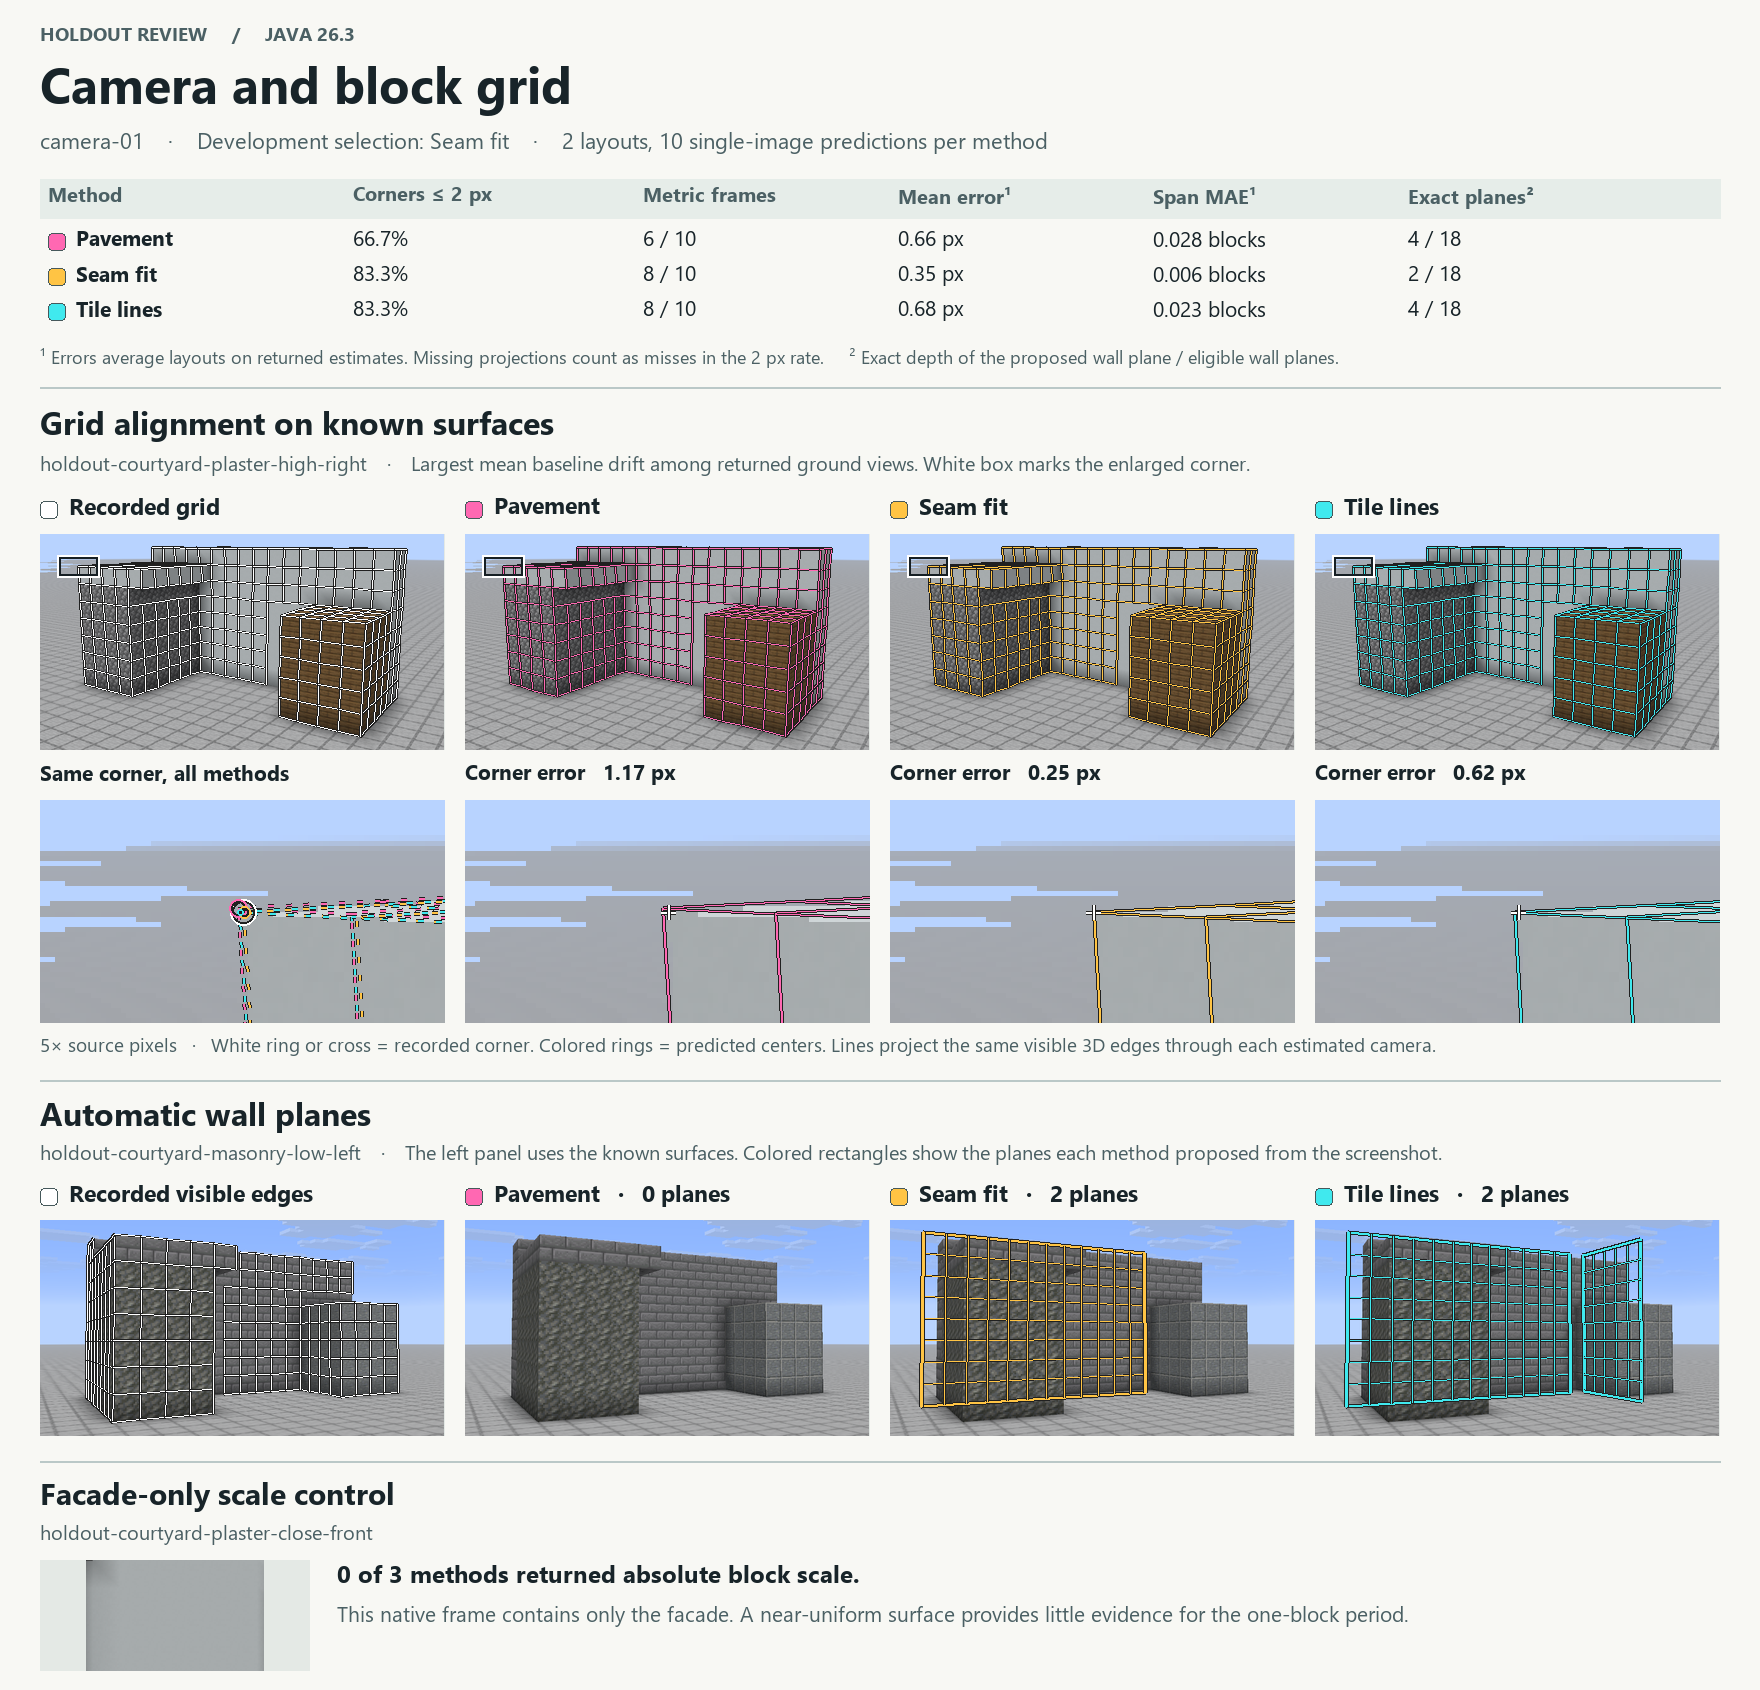 HOLDOUT REVIEW / JAVA 26.3
Camera and block grid
camera-01 · Development selection: Seam fit · 2 layouts, 10 single-image predictions per method
Method Corners ≤ 2 px Metric frames Mean error¹ Span MAE¹ Exact planes²
Pavement 66.7% 6 / 10 0.66 px 0.028 blocks 4 / 18
Seam fit 83.3% 8 / 10 0.35 px 0.006 blocks 2 / 18
Tile lines 83.3% 8 / 10 0.68 px 0.023 blocks 4 / 18
¹ Errors average layouts on returned estimates. Missing projections count as misses in the 2 px rate. ² Exact depth of the proposed wall plane / eligible wall planes.
Grid alignment on known surfaces
holdout-courtyard-plaster-high-right · Largest mean baseline drift among returned ground views. White box marks the enlarged corner.
Recorded grid Pavement Seam fit Tile lines
Same corner, all methods Corner error 1.17 px Corner error 0.25 px Corner error 0.62 px
5× source pixels · White ring or cross = recorded corner. Colored rings = predicted centers. Lines project the same visible 3D edges through each estimated camera.
Automatic wall planes
holdout-courtyard-masonry-low-left · The left panel uses the known surfaces. Colored rectangles show the planes each method proposed from the screenshot.
Recorded visible edges Pavement · 0 planes Seam fit · 2 planes Tile lines · 2 planes
Facade-only scale control
holdout-courtyard-plaster-close-front
0 of 3 methods returned absolute block scale.
This native frame contains only the facade. A near-uniform surface provides little evidence for the one-block period.